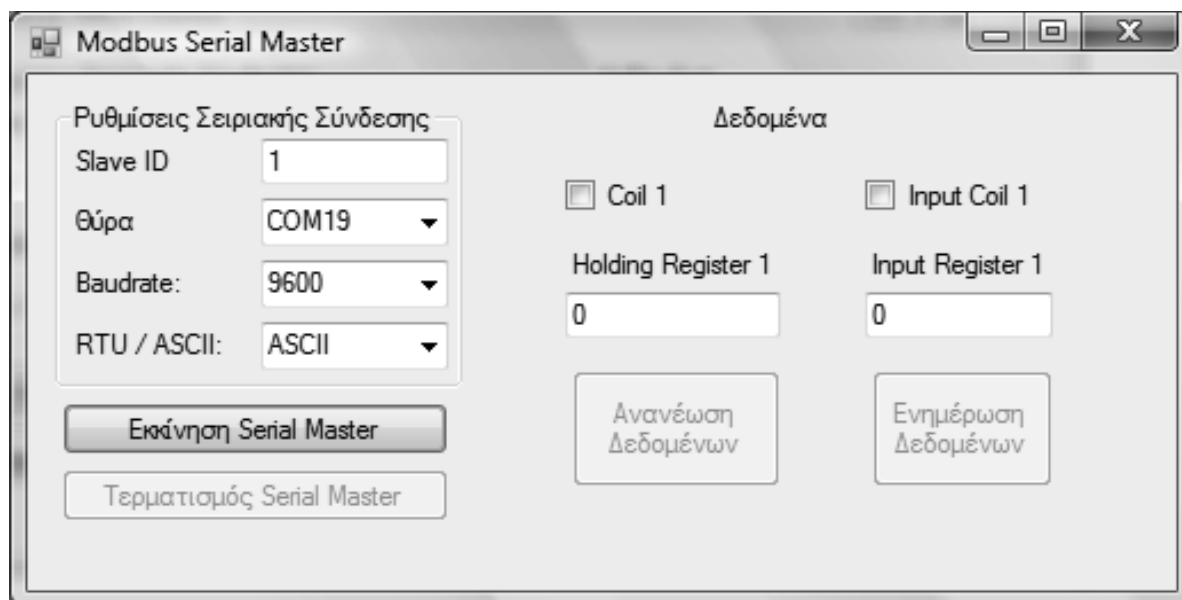 Modbus Serial Master
Ρυθμίσεις Σειριακής Σύνδεσης
Slave ID
1
Θύρα
COM19
Baudrate:
9600
RTU / ASCII:
ASCII
Εκκίνηση Serial Master
Τερματισμός Serial Master
Δεδομένα
Coil 1
Input Coil 1
Holding Register 1
Input Register 1
0
0
Ανανέωση
Δεδομένων
Ενημέρωση
Δεδομένων